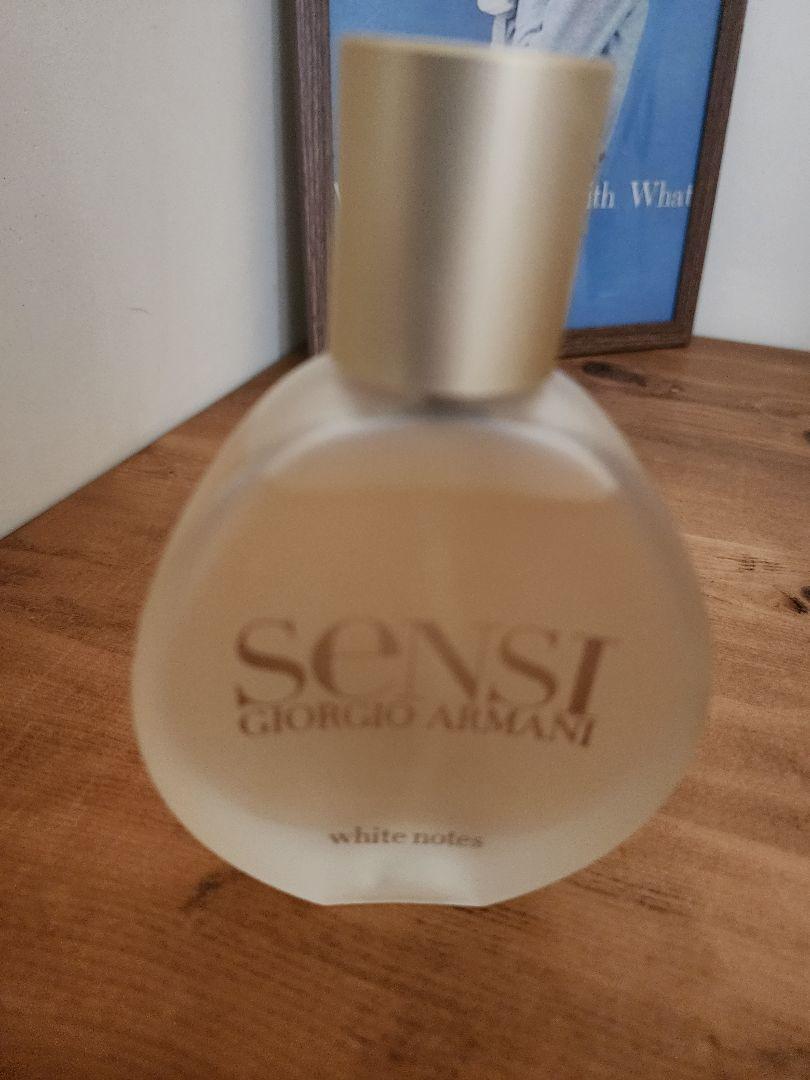 ith What
SeNSI
GIORGIO ARMANI
white notes